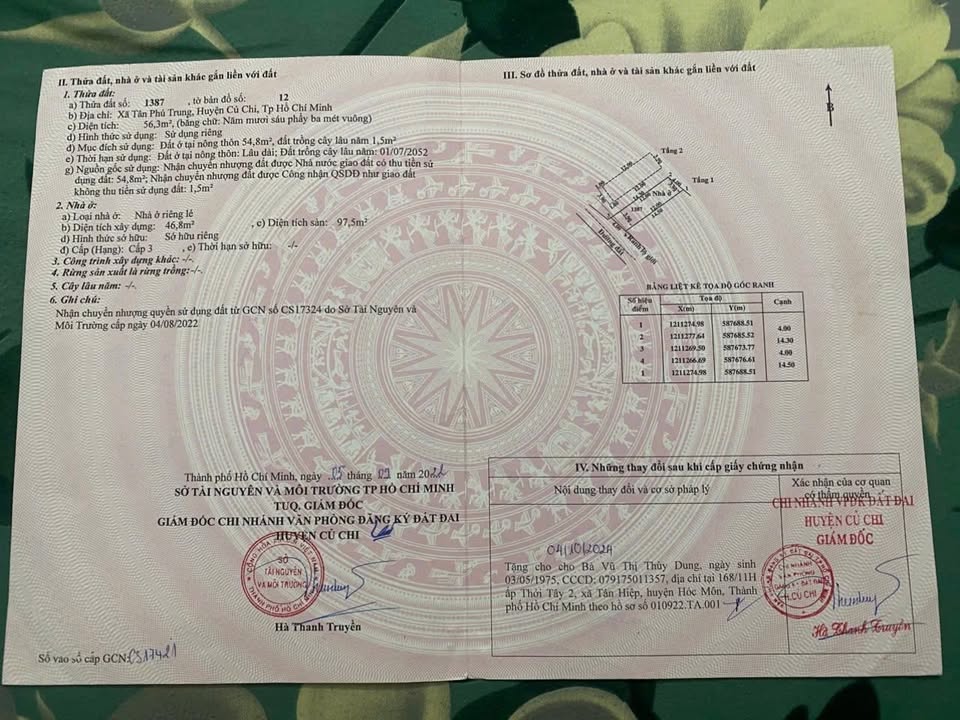 II. Thửa đất, nhà ở và tài sản khác gắn liền với đất
1. Thửa đất:
a) Thửa đất số: 1387 , tờ bản đồ số: 12
b) Địa chỉ: Xã Tân Phú Trung, Huyện Củ Chi, Tp Hồ Chí Minh
c) Diện tích: 56,3m², (bằng chữ: Năm mươi sáu phẩy ba mét vuông)
d) Hình thức sử dụng: Sử dụng riêng
đ) Mục đích sử dụng: Đất ở tại nông thôn 54,8m², đất trồng cây lâu năm 1,5m²
e) Thời hạn sử dụng: Đất ở tại nông thôn: Lâu dài; Đất trồng cây lâu năm: 01/07/2052
g) Nguồn gốc sử dụng: Nhận chuyển nhượng đất được Nhà nước giao đất có thu tiền sử
dụng đất: 54,8m²; Nhận chuyển nhượng đất được Công nhận QSDĐ như giao đất
không thu tiền sử dụng đất: 1,5m²
2. Nhà ở:
a) Loại nhà ở: Nhà ở riêng lẻ
b) Diện tích xây dựng: 46,8m² , c) Diện tích sàn: 97,5m²
d) Hình thức sở hữu: Sở hữu riêng
đ) Cấp (Hạng): Cấp 3 , e) Thời hạn sở hữu: -/-
3. Công trình xây dựng khác: -/-.
4. Rừng sản xuất là rừng trồng:-/-.
5. Cây lâu năm: -/-.
6. Ghi chú:
Nhận chuyển nhượng quyền sử dụng đất từ GCN số CS17324 do Sở Tài Nguyên và
Môi Trường cấp ngày 04/08/2022
Thành phố Hồ Chí Minh, ngày 05 tháng 09 năm 2022
SỞ TÀI NGUYÊN VÀ MÔI TRƯỜNG TP HỒ CHÍ MINH
TUQ. GIÁM ĐỐC
GIÁM ĐỐC CHI NHÁNH VĂN PHÒNG ĐĂNG KÝ ĐẤT ĐAI
HUYỆN CỦ CHI
SỞ
TÀI NGUYÊN
VÀ MÔI TRƯỜNG
Hà Thanh Truyền
Số vào sổ cấp GCN: CS17421
III. Sơ đồ thửa đất, nhà ở và tài sản khác gắn liền với đất
B
Tầng 2
Tầng 1
Nhà ở
1387
Đường đất
BẢNG LIỆT KÊ TỌA ĐỘ GÓC RANH
Số hiệu điểm Tọa độ Cạnh
X(m) Y(m)
1 1211274.98 587688.51
4.00
2 1211277.64 587685.52
14.30
3 1211269.50 587673.77
4.00
4 1211266.69 587676.61
14.50
1 1211274.98 587688.51
IV. Những thay đổi sau khi cấp giấy chứng nhận
Nội dung thay đổi và cơ sở pháp lý
Xác nhận của cơ quan
có thẩm quyền
CHI NHÁNH VPĐK ĐẤT ĐAI
HUYỆN CỦ CHI
GIÁM ĐỐC
04/10/2024
Tặng cho cho Bà Vũ Thị Thùy Dung, ngày sinh
03/05/1975, CCCD: 079175011357, địa chỉ tại 168/11H
ấp Thới Tây 2, xã Tân Hiệp, huyện Hóc Môn, Thành
phố Hồ Chí Minh theo hồ sơ số 010922.TA.001
H.CỦ CHI
Hà Thanh Truyền